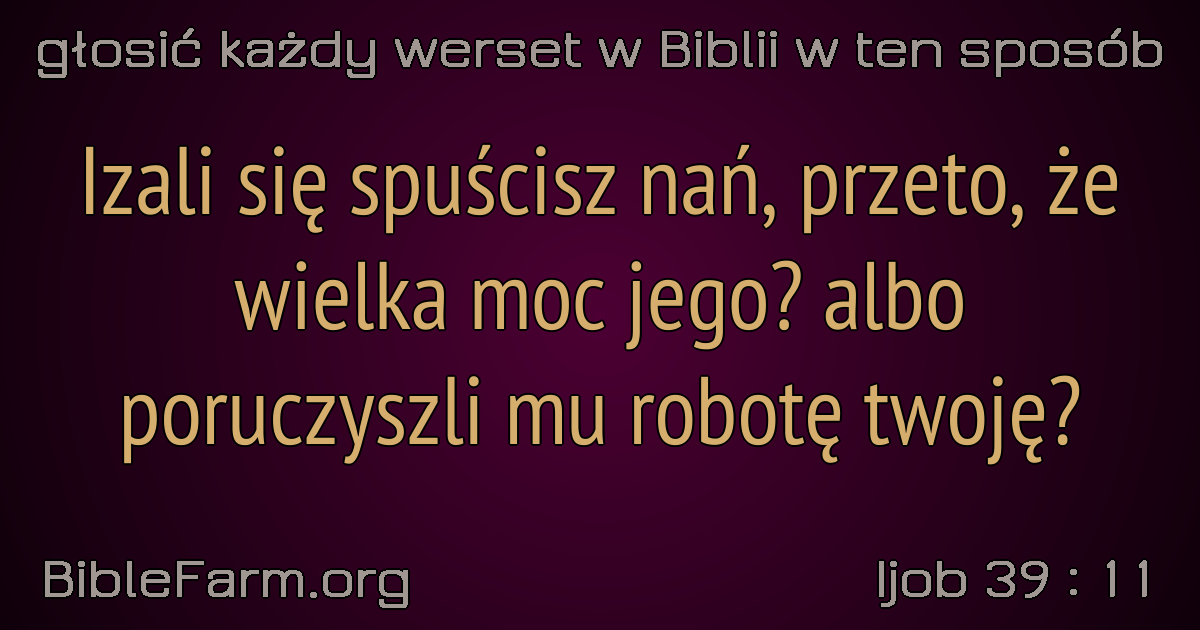 głosić każdy werset w Biblii w ten sposób
Izali się spuścisz nań, przeto, że
wielka moc jego? albo
poruczyszli mu robotę twoję?
BibleFarm.org
Ijob 39 : 11